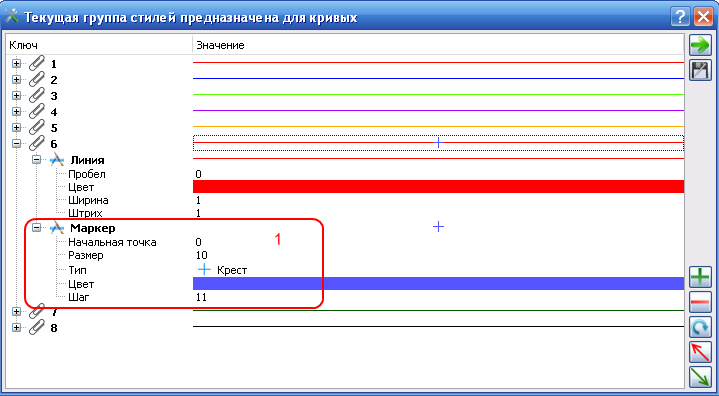 Текущая группа стилей предназначена для кривых
Ключ Значение
1
2
3
4
5
6
Линия
Пробел 0
Цвет
Ширина 1
Штрих 1
Маркер
Начальная точка 0 1
Размер 10
Тип Крест
Цвет
Шаг 11
7
8